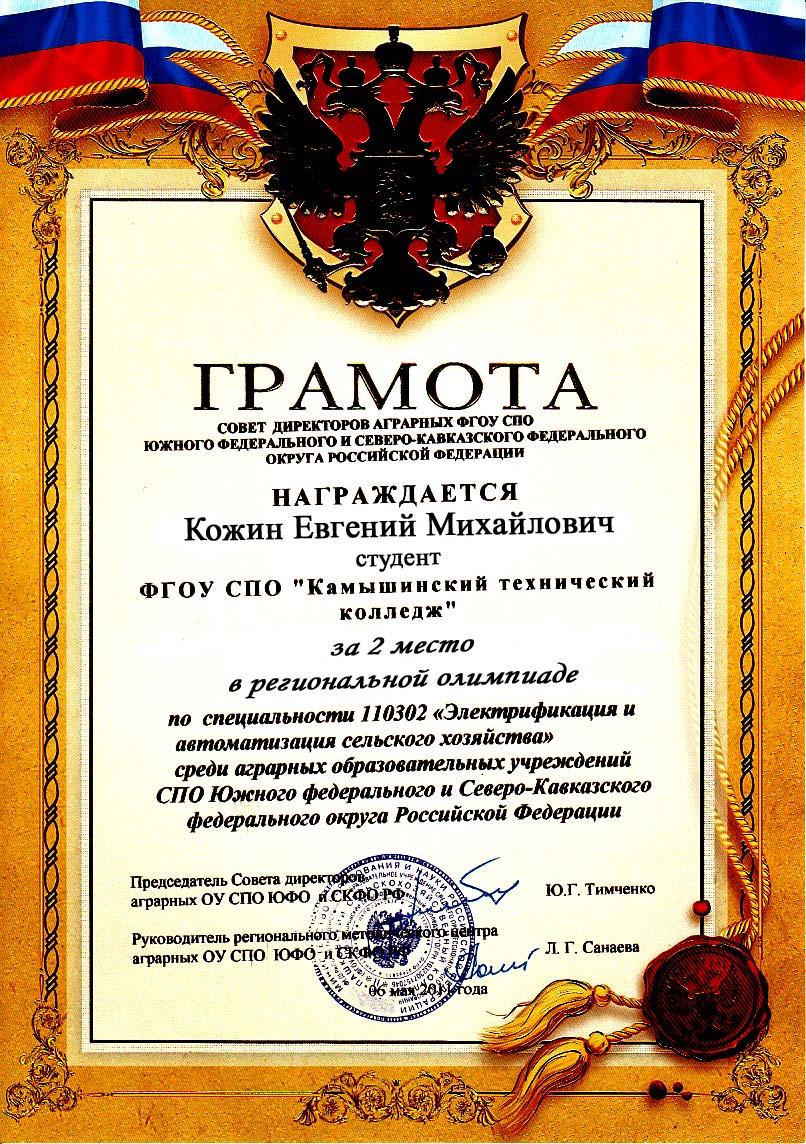 ГРАМОТА
СОВЕТ ДИРЕКТОРОВ АГРАРНЫХ ФГОУ СПО
ЮЖНОГО ФЕДЕРАЛЬНОГО И СЕВЕРО-КАВКАЗСКОГО ФЕДЕРАЛЬНОГО
ОКРУГА РОССИЙСКОЙ ФЕДЕРАЦИИ
НАГРАЖДАЕТСЯ
Кожин Евгений Михайлович
студент
ФГОУ СПО "Камышинский технический
колледж"
за 2 место
в региональной олимпиаде
по специальности 110302 «Электрификация и
автоматизация сельского хозяйства»
среди аграрных образовательных учреждений
СПО Южного федерального и Северо-Кавказского
федерального округа Российской Федерации
Председатель Совета директоров
аграрных ОУ СПО ЮФО и СКФО РФ
Ю.Г. Тимченко
Руководитель регионального методического центра
аграрных ОУ СПО ЮФО и СКФО РФ
Л. Г. Санаева
06 мая 2011 года